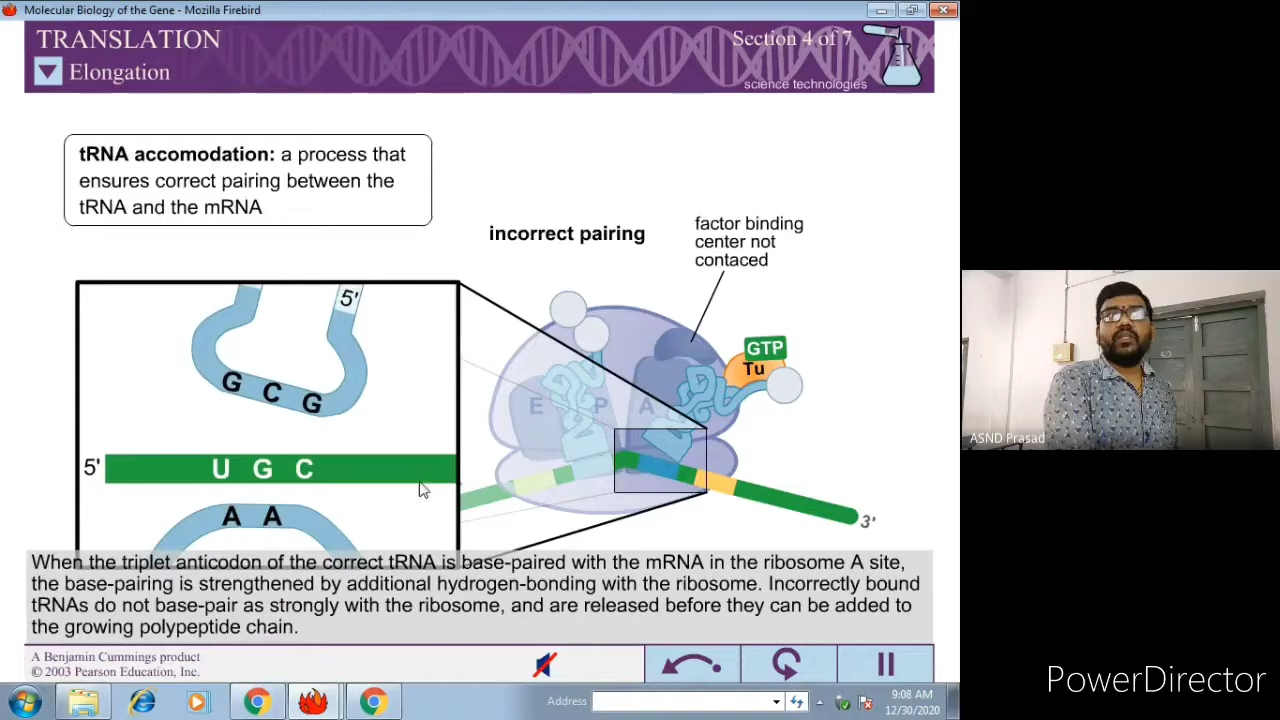 Molecular Biology of the Gene - Mozilla Firebird
TRANSLATION
Section 4 of 7
Elongation
science technologies
tRNA accomodation: a process that
ensures correct pairing between the
tRNA and the mRNA
incorrect pairing
factor binding
center not
contaced
5'
G C G
5'
U G C
A A
GTP
Tu
E P A
3'
When the triplet anticodon of the correct tRNA is base-paired with the mRNA in the ribosome A site,
the base-pairing is strengthened by additional hydrogen-bonding with the ribosome. Incorrectly bound
tRNAs do not base-pair as strongly with the ribosome, and are released before they can be added to
the growing polypeptide chain.
A Benjamin Cummings product
© 2003 Pearson Education, Inc.
Address
9:08 AM
12/30/2020
ASND Prasad
PowerDirector